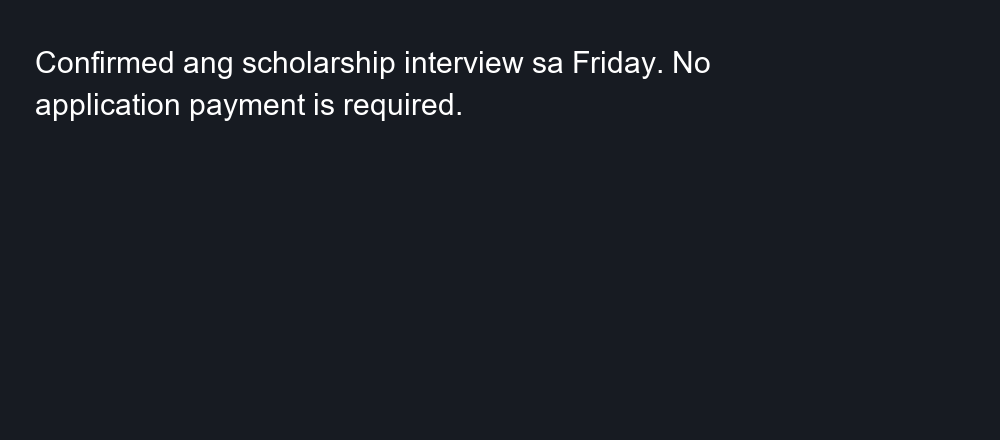 Confirmed ang scholarship interview sa Friday. No
application payment is required.